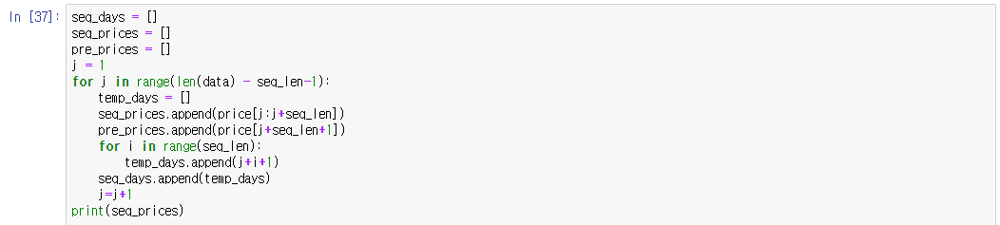 In [37]: seq_days = []
seq_prices = []
pre_prices = []
j = 1
for j in range(len(data) - seq_len-1):
    temp_days = []
    seq_prices.append(price[j:j+seq_len])
    pre_prices.append(price[j+seq_len+1])
    for i in range(seq_len):
        temp_days.append(j+i+1)
    seq_days.append(temp_days)
    j=j+1
print(seq_prices)